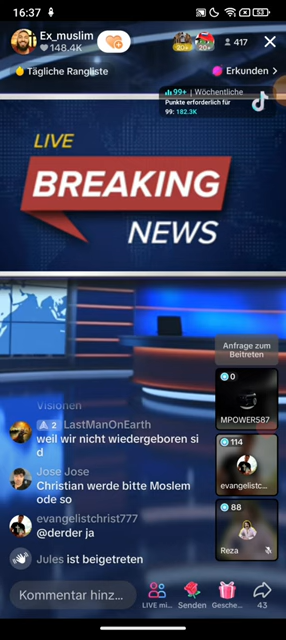 16:37
53
Ex_muslim
148.4K
20+
20+
417
Tägliche Rangliste
Erkunden >
99+ | Wöchentliche
Punkte erforderlich für
99: 182.3K
LIVE
BREAKING
NEWS
Anfrage zum
Beitreten
0
MPOWER587
Visionen
2 LastManOnEarth
weil wir nicht wiedergeboren si
d
114
evangelistc...
Jose Jose
Christian werde bitte Moslem
ode so
88
Reza
evangelistchrist777
@derder ja
Jules ist beigetreten
Kommentar hinz...
LIVE mi...
Senden
Gesche...
43